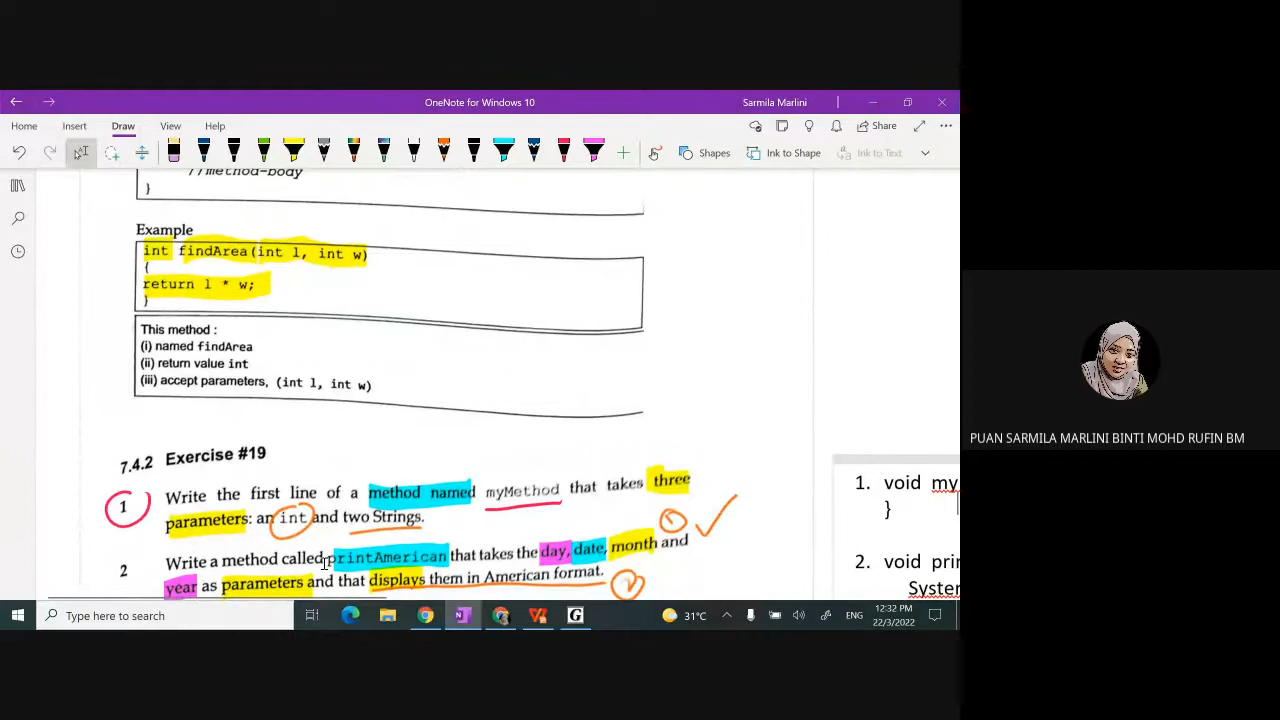 OneNote for Windows 10
Sarmila Marlini
Home Insert Draw View Help
Share
Shapes Ink to Shape Ink to Text
//method-body
}
Example
int findArea(int l, int w)
{
return l * w;
}
This method :
(i) named findArea
(ii) return value int
(iii) accept parameters, (int l, int w)
7.4.2 Exercise #19
1 Write the first line of a method named myMethod that takes three
parameters: an int and two Strings.
2 Write a method called printAmerican that takes the day, date, month and
year as parameters and that displays them in American format.
1
2
1. void my
}
2. void prin
System
PUAN SARMILA MARLINI BINTI MOHD RUFIN BM
Type here to search
31°C
ENG
12:32 PM
22/3/2022